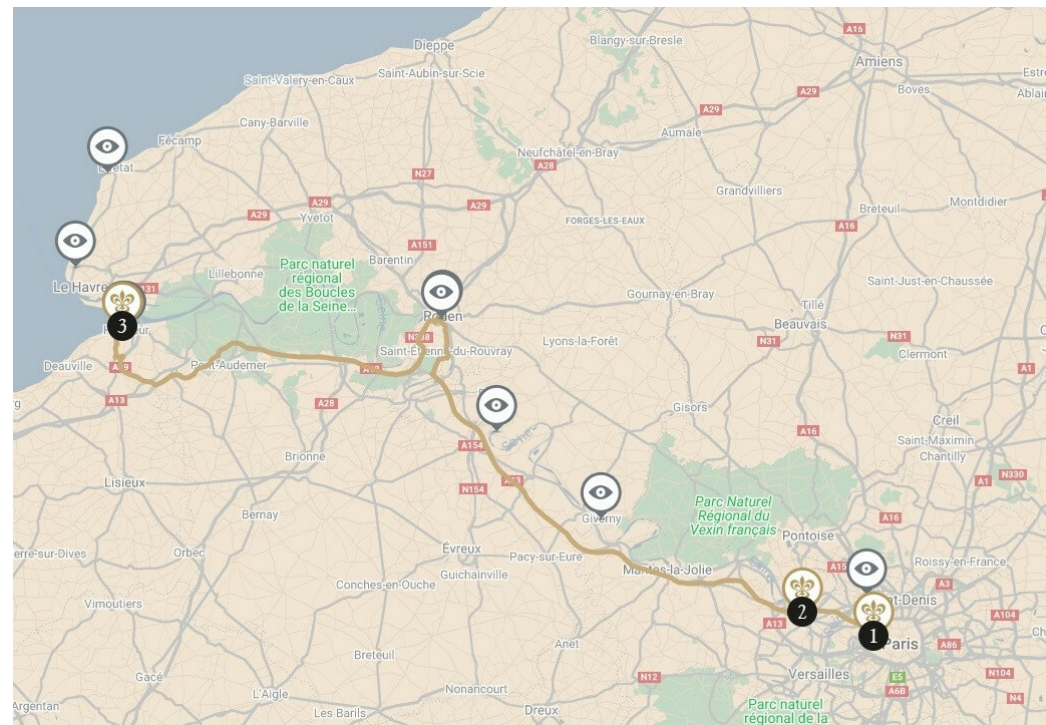 A16
Dieppe
Blangy-sur-Bresle
Amiens
Saint-Aubin-sur-Scie
Saint-Valery-en-Caux
A29
Boves
A29
Cany-Barville
Aumale
Fécamp
Neufchâtel-en-Bray
A28
N27
Grandvilliers
A29
A29
Montdidier
A29
Yvetot
Breteuil
FORGES-LES-EAUX
A16
A151
Barentin
Parc naturel
régional
des Boucles
de la Seine...
Lillebonne
Saint-Just-en-Chaussée
Le Havre
Gournay-en-Bray
Tillé
Seine
Beauvais
3
Lyons-la-Forêt
N31
N31
Clermont
Deauville
A1
A13
A28
Gisors
Creil
A16
Saint-Maximin
Chantilly
A154
Seine
Brionne
N330
A1
Lisieux
N154
Parc Naturel
Régional du
Vexin français
Bernay
Giverny
A16
Pontoise
Évreux
Pacy-sur-Eure
Orbec
Roissy-en-France
Guichainville
Mantes-la-Jolie
A3
Conches-en-Ouche
Vimoutiers
2
A104
A13
1
Paris
A86
Anet
Breteuil
Versailles
N12
E5
N104
Gacé
A6B
L'Aigle
Nonancourt
N4
Argentan
Les Barils
Dreux
Parc naturel
régional de la